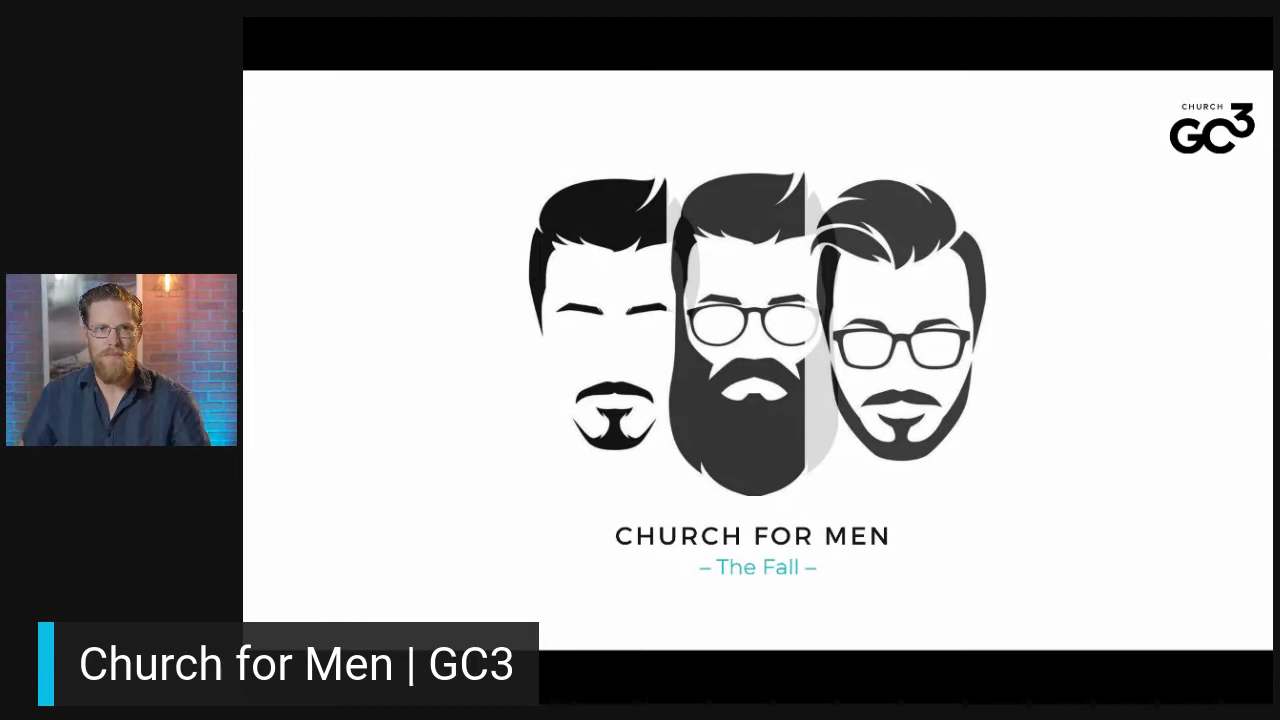 CHURCH
GC3
CHURCH FOR MEN
– The Fall –
Church for Men | GC3